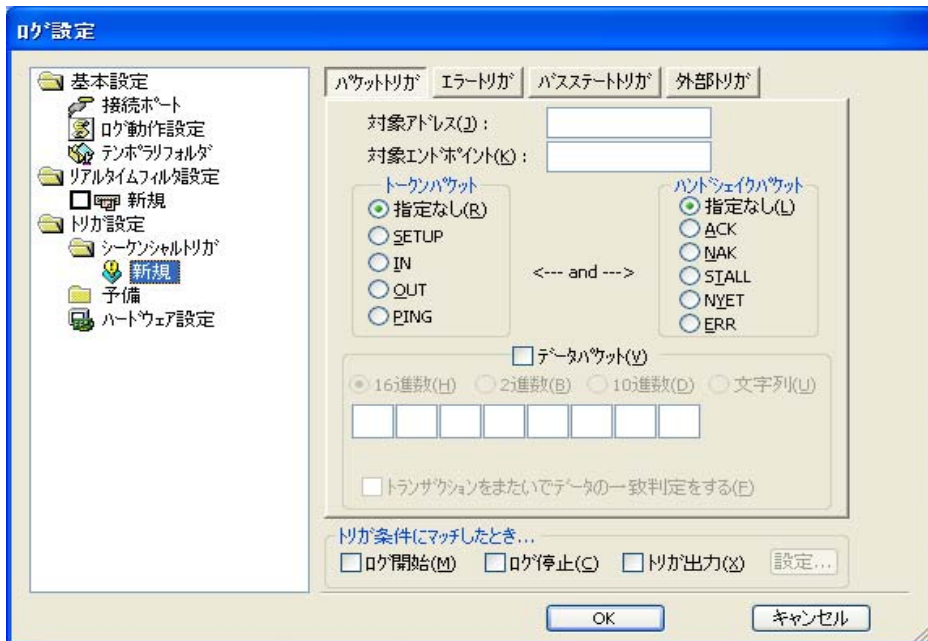 ログ設定
基本設定
接続ポート
ログ動作設定
テンポラリフォルダ
リアルタイムフィルタ設定
新規
トリガ設定
シーケンシャルトリガ
新規
予備
ハードウェア設定
パケットトリガ エラートリガ バスステートトリガ 外部トリガ
対象アドレス(J):
対象エンドポイント(K):
トークンパケット
指定なし(R)
SETUP
IN
OUT
PING
<--- and --->
ハンドシェイクパケット
指定なし(L)
ACK
NAK
STALL
NYET
ERR
データパケット(V)
16進数(H) 2進数(B) 10進数(D) 文字列(U)
トランザクションをまたいでデータの一致判定をする(F)
トリガ条件にマッチしたとき...
ログ開始(M) ログ停止(C) トリガ出力(X) 設定...
OK キャンセル